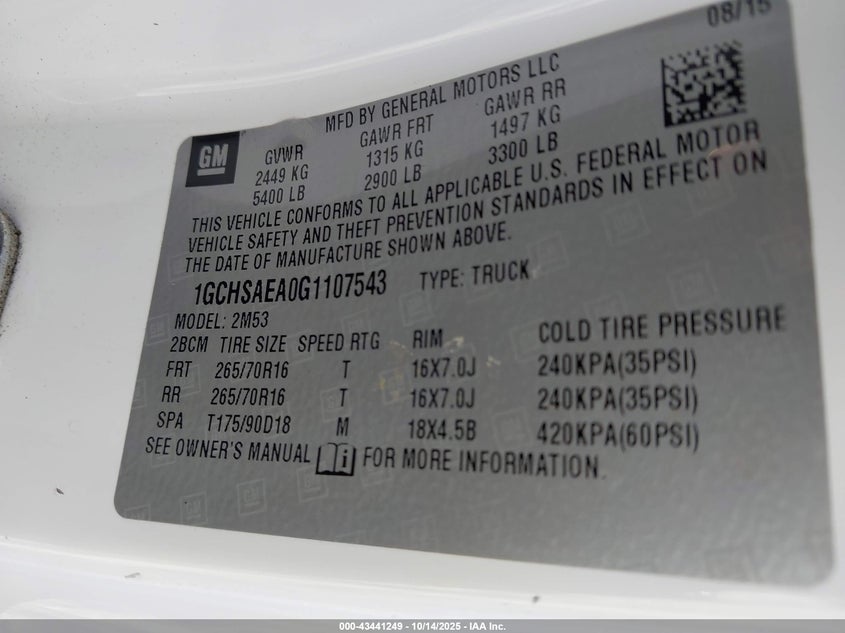 08/15
MFD BY GENERAL MOTORS LLC
GM
GVWR GAWR FRT GAWR RR
2449 KG 1315 KG 1497 KG
5400 LB 2900 LB 3300 LB
THIS VEHICLE CONFORMS TO ALL APPLICABLE U.S. FEDERAL MOTOR
VEHICLE SAFETY AND THEFT PREVENTION STANDARDS IN EFFECT ON
THE DATE OF MANUFACTURE SHOWN ABOVE.
1GCHSAEA0G1107543 TYPE: TRUCK
MODEL: 2M53
2BCM TIRE SIZE SPEED RTG RIM COLD TIRE PRESSURE
FRT 265/70R16 T 16X7.0J 240KPA(35PSI)
RR 265/70R16 T 16X7.0J 240KPA(35PSI)
SPA T175/90D18 M 18X4.5B 420KPA(60PSI)
SEE OWNER'S MANUAL i FOR MORE INFORMATION.
000-43441249 - 10/14/2025 - IAA Inc.